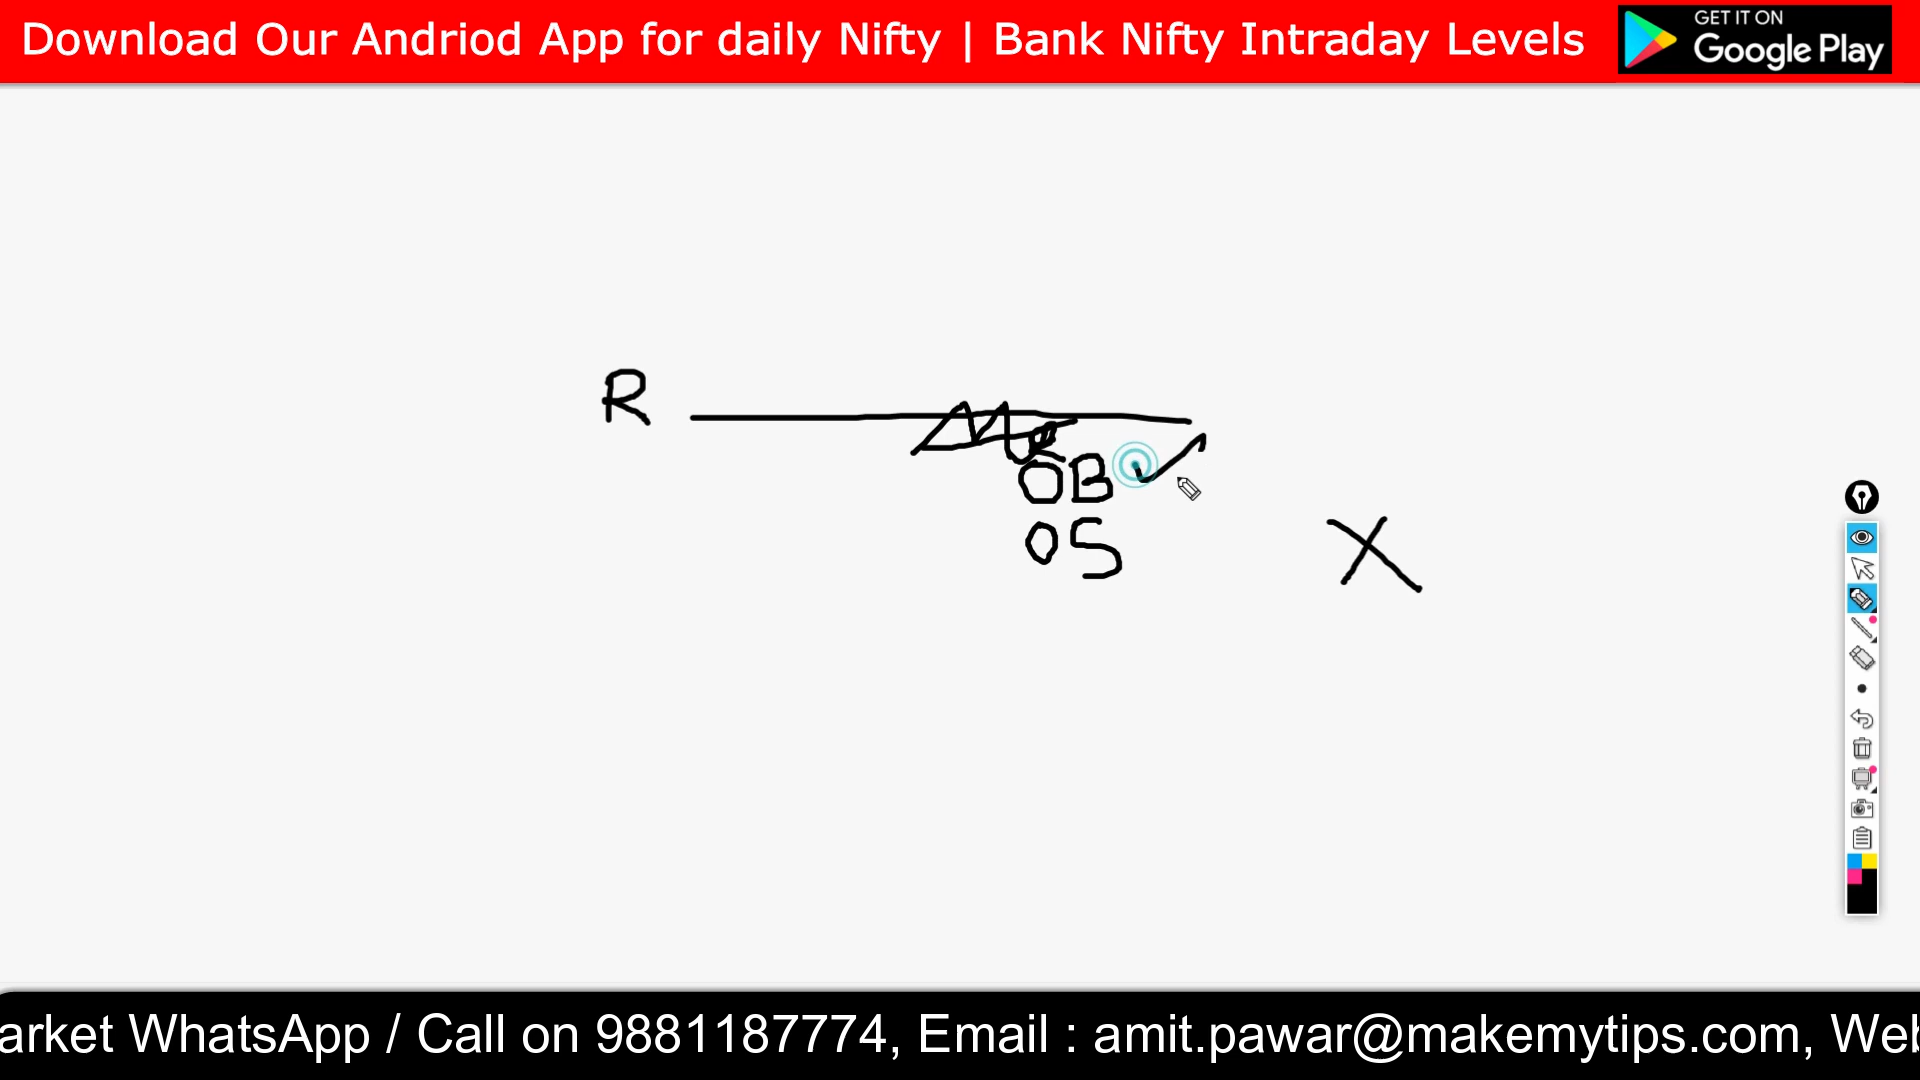 Download Our Andriod App for daily Nifty | Bank Nifty Intraday Levels
GET IT ON
Google Play
R
OB
OS
X
arket WhatsApp / Call on 9881187774, Email : amit.pawar@makemytips.com, Web